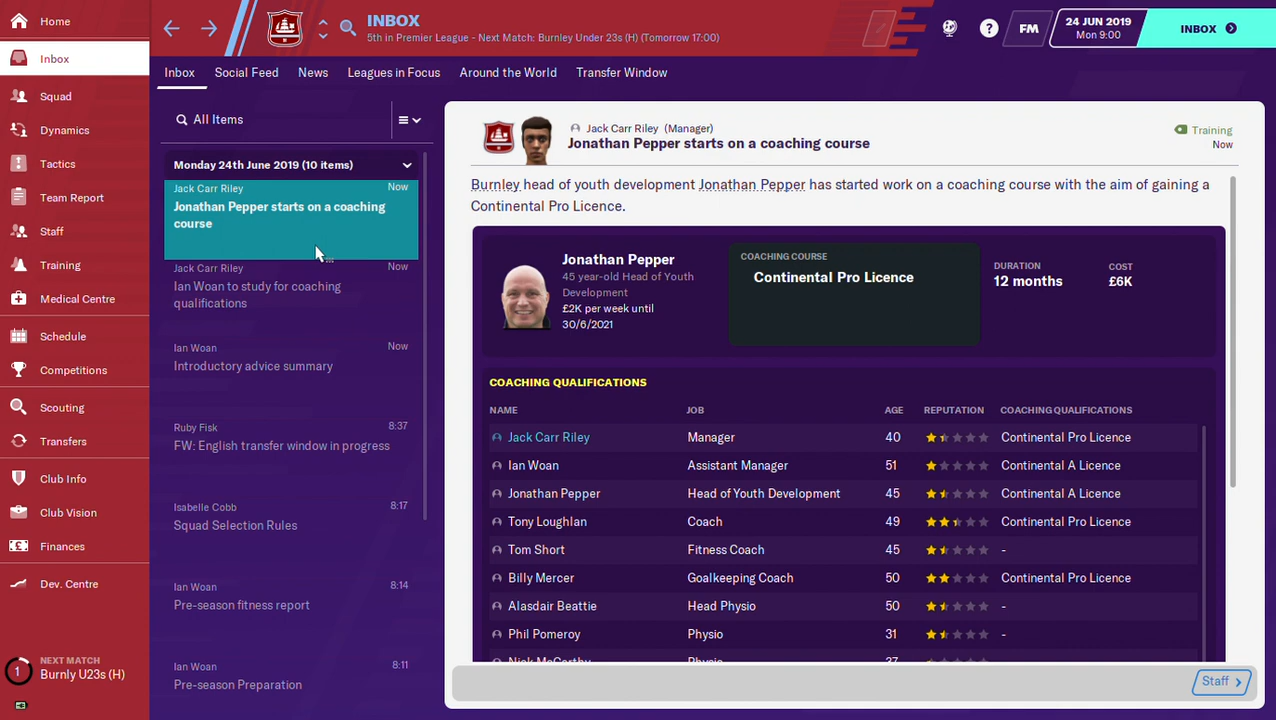 Home
Inbox
Squad
Dynamics
Tactics
Team Report
Staff
Training
Medical Centre
Schedule
Competitions
Scouting
Transfers
Club Info
Club Vision
Finances
Dev. Centre
1
NEXT MATCH
Burnly U23s (H)
INBOX
5th in Premier League - Next Match: Burnley Under 23s (H) (Tomorrow 17:00)
?
FM
24 JUN 2019
Mon 9:00
INBOX
Inbox Social Feed News Leagues in Focus Around the World Transfer Window
All Items
Monday 24th June 2019 (10 items)
Jack Carr Riley Now
Jonathan Pepper starts on a coaching
course
Jack Carr Riley Now
Ian Woan to study for coaching
qualifications
Ian Woan Now
Introductory advice summary
Ruby Fisk 8:37
FW: English transfer window in progress
Isabelle Cobb 8:17
Squad Selection Rules
Ian Woan 8:14
Pre-season fitness report
Ian Woan 8:11
Pre-season Preparation
Jack Carr Riley (Manager)
Jonathan Pepper starts on a coaching course
Training
Now
Burnley head of youth development Jonathan Pepper has started work on a coaching course with the aim of gaining a
Continental Pro Licence.
Jonathan Pepper
45 year-old Head of Youth
Development
£2K per week until
30/6/2021
COACHING COURSE
Continental Pro Licence
DURATION
12 months
COST
£6K
COACHING QUALIFICATIONS
NAME JOB AGE REPUTATION COACHING QUALIFICATIONS
Jack Carr Riley Manager 40 Continental Pro Licence
Ian Woan Assistant Manager 51 Continental A Licence
Jonathan Pepper Head of Youth Development 45 Continental A Licence
Tony Loughlan Coach 49 Continental Pro Licence
Tom Short Fitness Coach 45 -
Billy Mercer Goalkeeping Coach 50 Continental Pro Licence
Alasdair Beattie Head Physio 50 -
Phil Pomeroy Physio 31 -
Nick McCarthy Physio 37
Staff